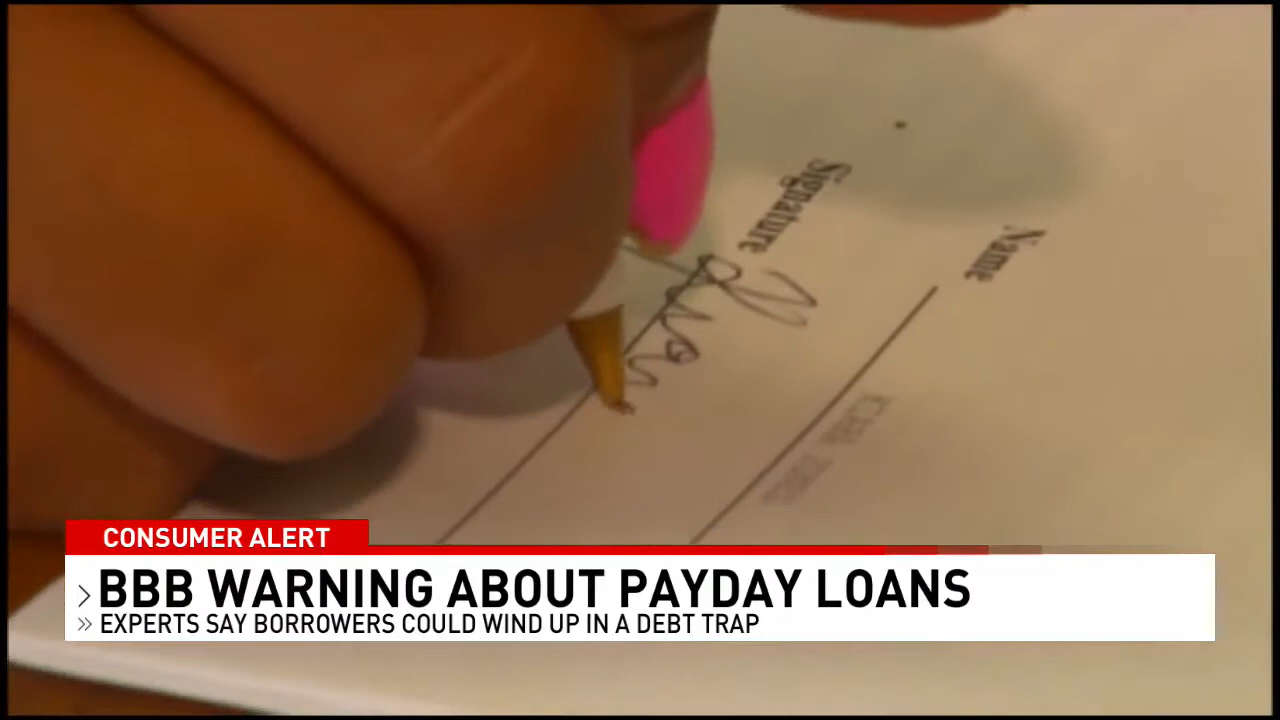 Signature
Name
CONSUMER ALERT
BBB WARNING ABOUT PAYDAY LOANS
EXPERTS SAY BORROWERS COULD WIND UP IN A DEBT TRAP